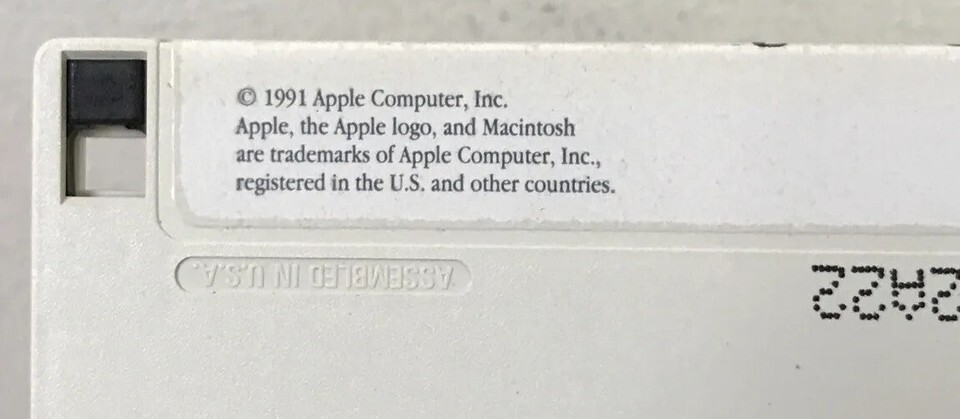 © 1991 Apple Computer, Inc.
Apple, the Apple logo, and Macintosh
are trademarks of Apple Computer, Inc.,
registered in the U.S. and other countries.
ASSEMBLED IN U.S.A.